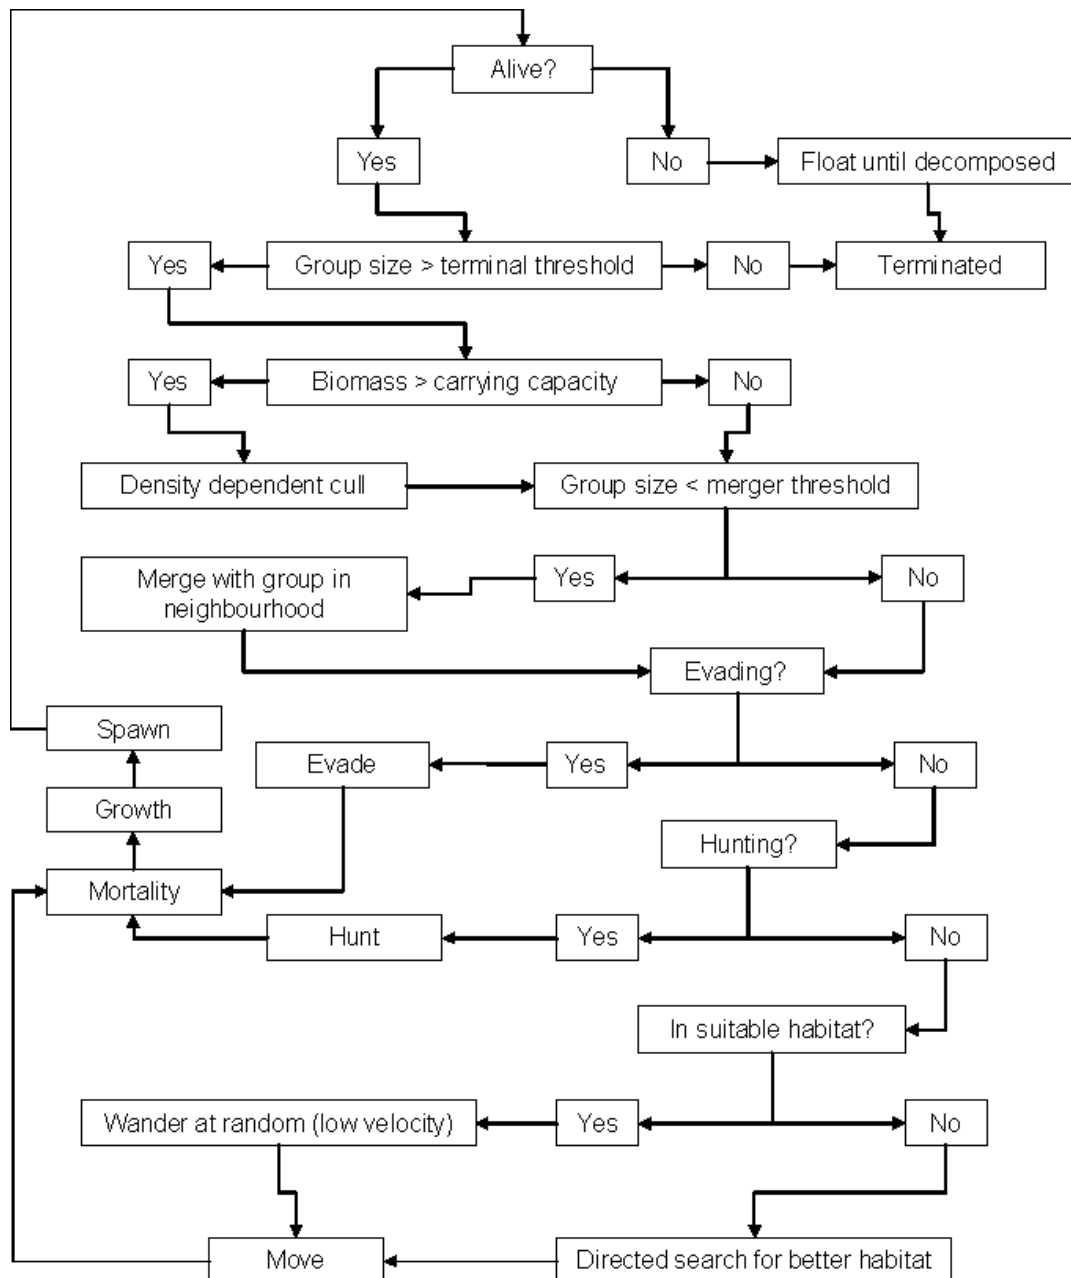 Alive?
Yes
No
Float until decomposed
Yes
Group size > terminal threshold
No
Terminated
Yes
Biomass > carrying capacity
No
Density dependent cull
Group size < merger threshold
Merge with group in
neighbourhood
Yes
No
Evading?
Spawn
Evade
Yes
No
Growth
Hunting?
Mortality
Hunt
Yes
No
In suitable habitat?
Wander at random (low velocity)
Yes
No
Move
Directed search for better habitat